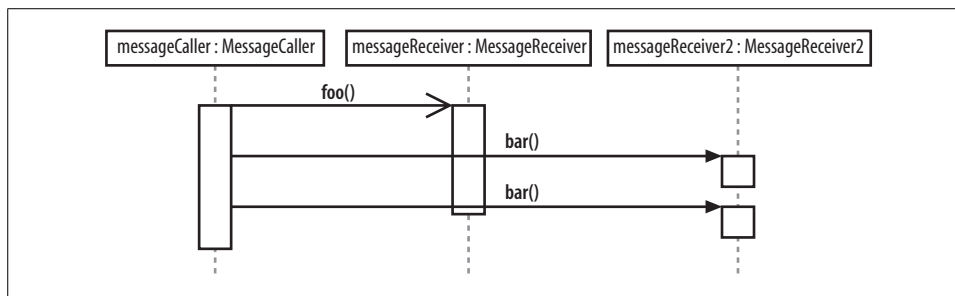 messageCaller : MessageCaller
messageReceiver : MessageReceiver
messageReceiver2 : MessageReceiver2
foo()
bar()
bar()